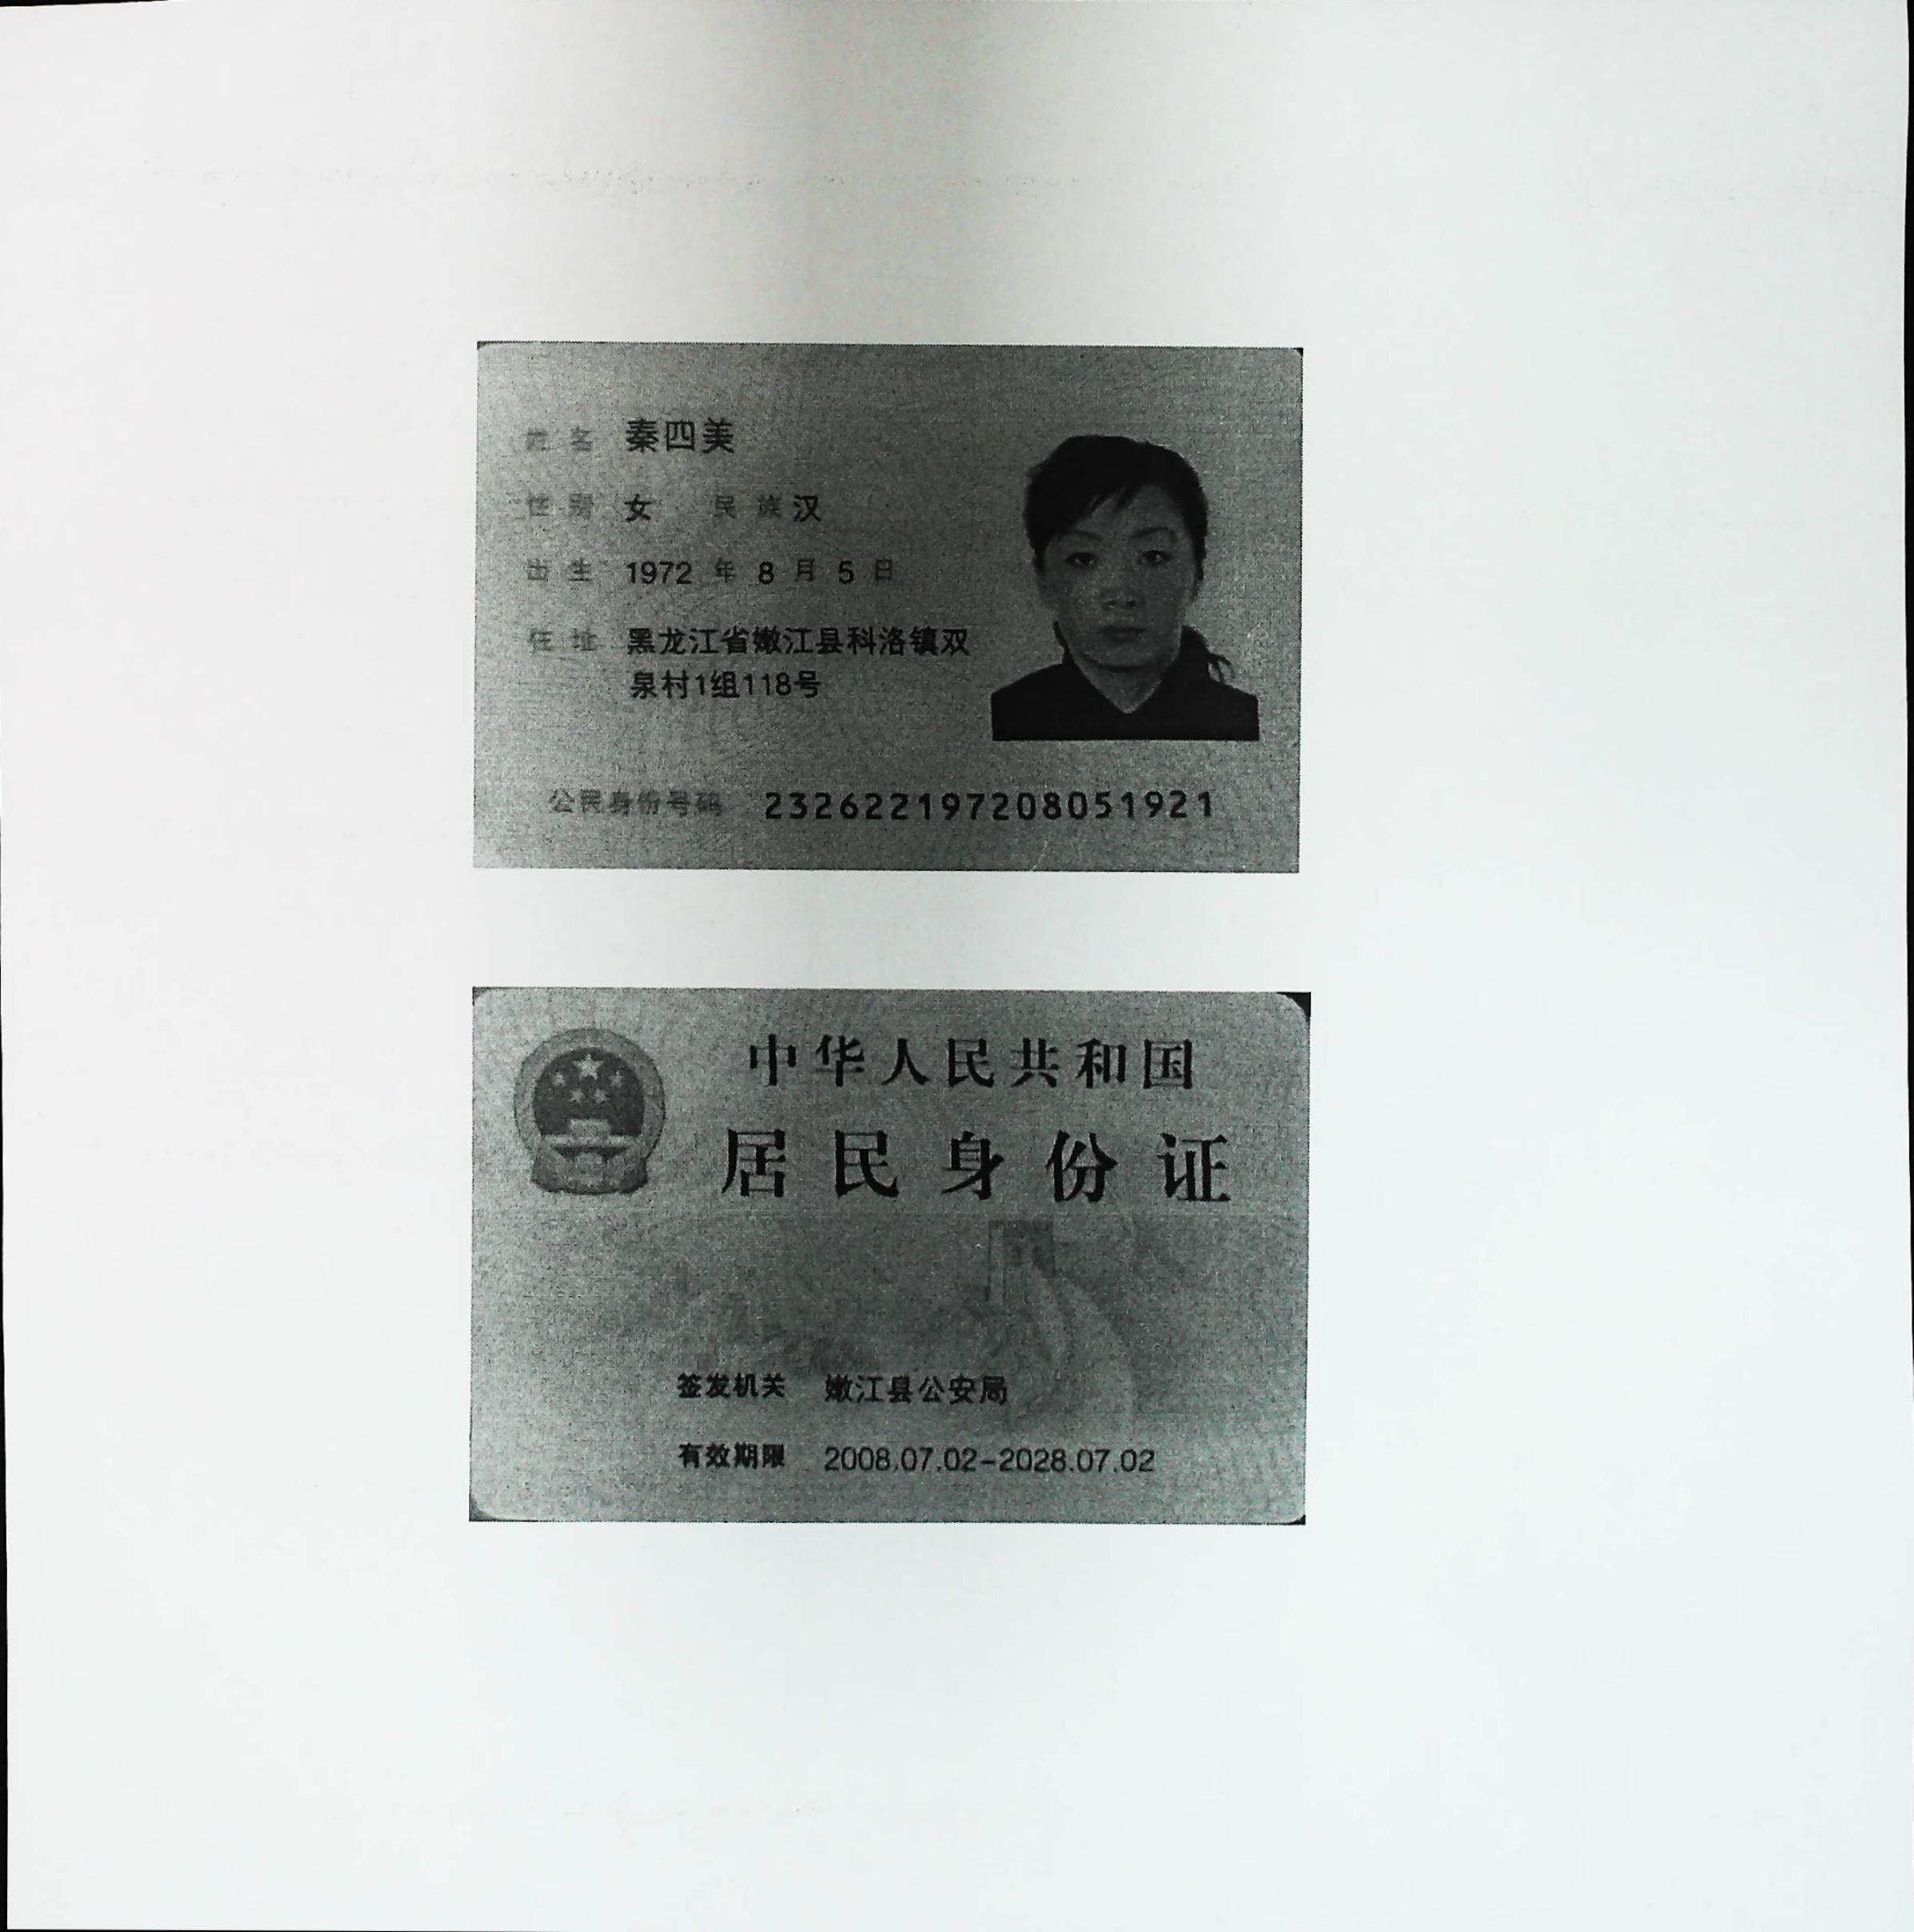 姓名 秦四美
性别 女 民族 汉
出生 1972 年 8 月 5 日
住址 黑龙江省嫩江县科洛镇双
泉村1组118号
公民身份号码 232622197208051921
中华人民共和国
居民身份证
签发机关 嫩江县公安局
有效期限 2008.07.02-2028.07.02